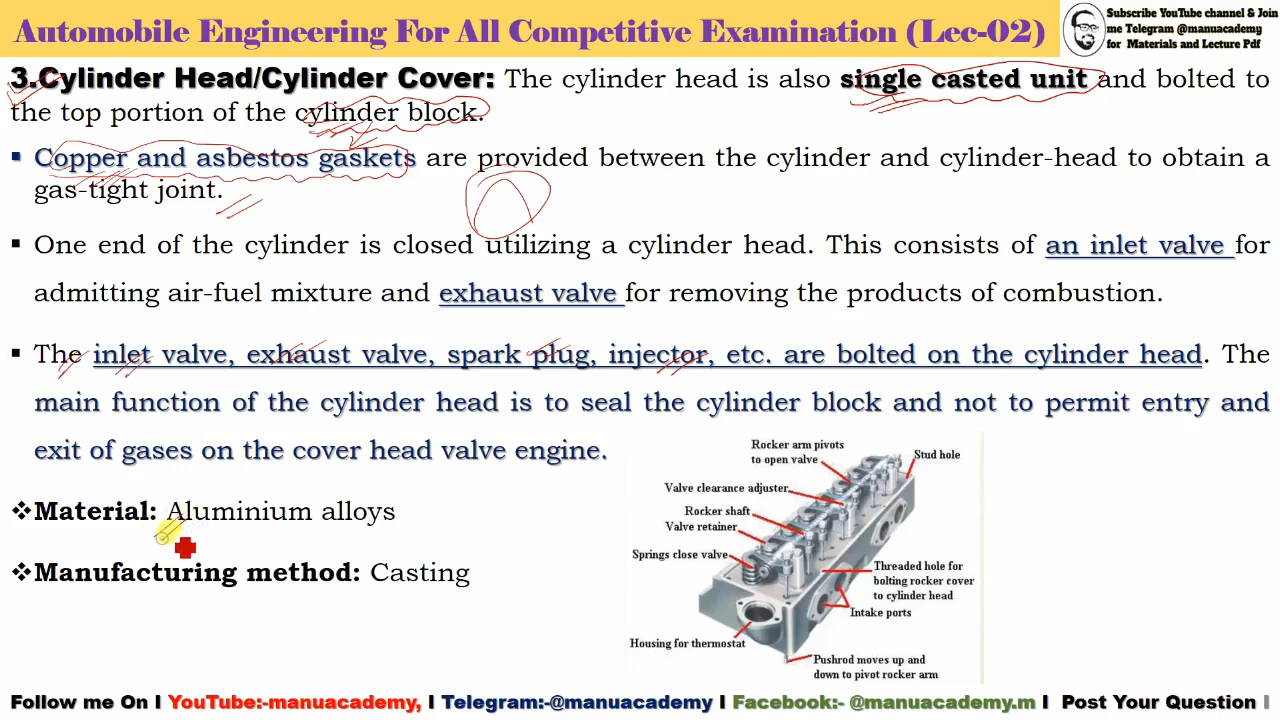 Automobile Engineering For All Competitive Examination (Lec-02)
Subscribe YouTube channel & Join
me Telegram @manuacademy
for Materials and Lecture Pdf
3.Cylinder Head/Cylinder Cover: The cylinder head is also single casted unit and bolted to
the top portion of the cylinder block.
▪ Copper and asbestos gaskets are provided between the cylinder and cylinder-head to obtain a
gas-tight joint.
▪ One end of the cylinder is closed utilizing a cylinder head. This consists of an inlet valve for
admitting air-fuel mixture and exhaust valve for removing the products of combustion.
▪ The inlet valve, exhaust valve, spark plug, injector, etc. are bolted on the cylinder head. The
main function of the cylinder head is to seal the cylinder block and not to permit entry and
exit of gases on the cover head valve engine.
❖Material: Aluminium alloys
❖Manufacturing method: Casting
Rocker arm pivots
to open valve
Stud hole
Valve clearance adjuster
Rocker shaft
Valve retainer
Springs close valve
Threaded hole for
bolting rocker cover
to cylinder head
Intake ports
Housing for thermostat
Pushrod moves up and
down to pivot rocker arm
Follow me On I YouTube:-manuacademy, I Telegram:-@manuacademy I Facebook:- @manuacademy.m I Post Your Question I